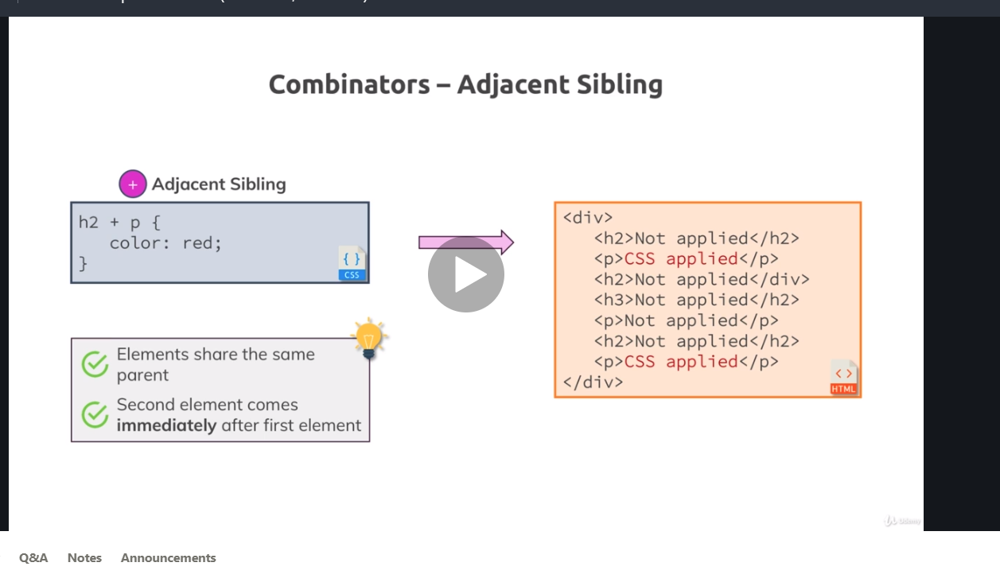 Combinators – Adjacent Sibling
+ Adjacent Sibling
h2 + p {
color: red;
}
{ }
CSS
Elements share the same
parent
Second element comes
immediately after first element
<div>
<h2>Not applied</h2>
<p>CSS applied</p>
<h2>Not applied</div>
<h3>Not applied</h2>
<p>Not applied</p>
<h2>Not applied</h2>
<p>CSS applied</p>
</div>
<>
HTML
Udemy
Q&A Notes Announcements